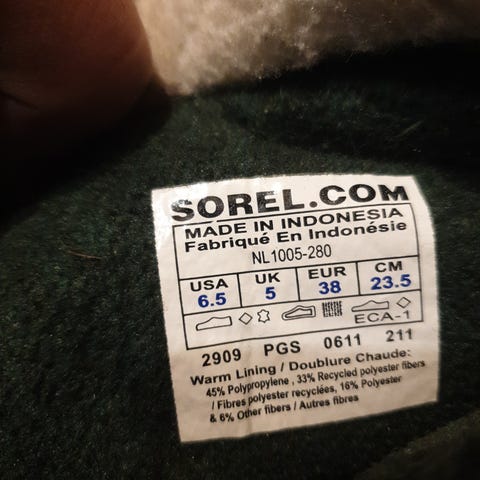 SOREL.COM
MADE IN INDONESIA
Fabriqué En Indonésie
NL1005-280
USA UK EUR CM
6.5 5 38 23.5
ECA-1
2909 PGS 0611 211
Warm Lining / Doublure Chaude:
45% Polypropylene , 33% Recycled polyester fibers
/ Fibres polyester recyclées, 16% Polyester
& 6% Other fibers / Autres fibres